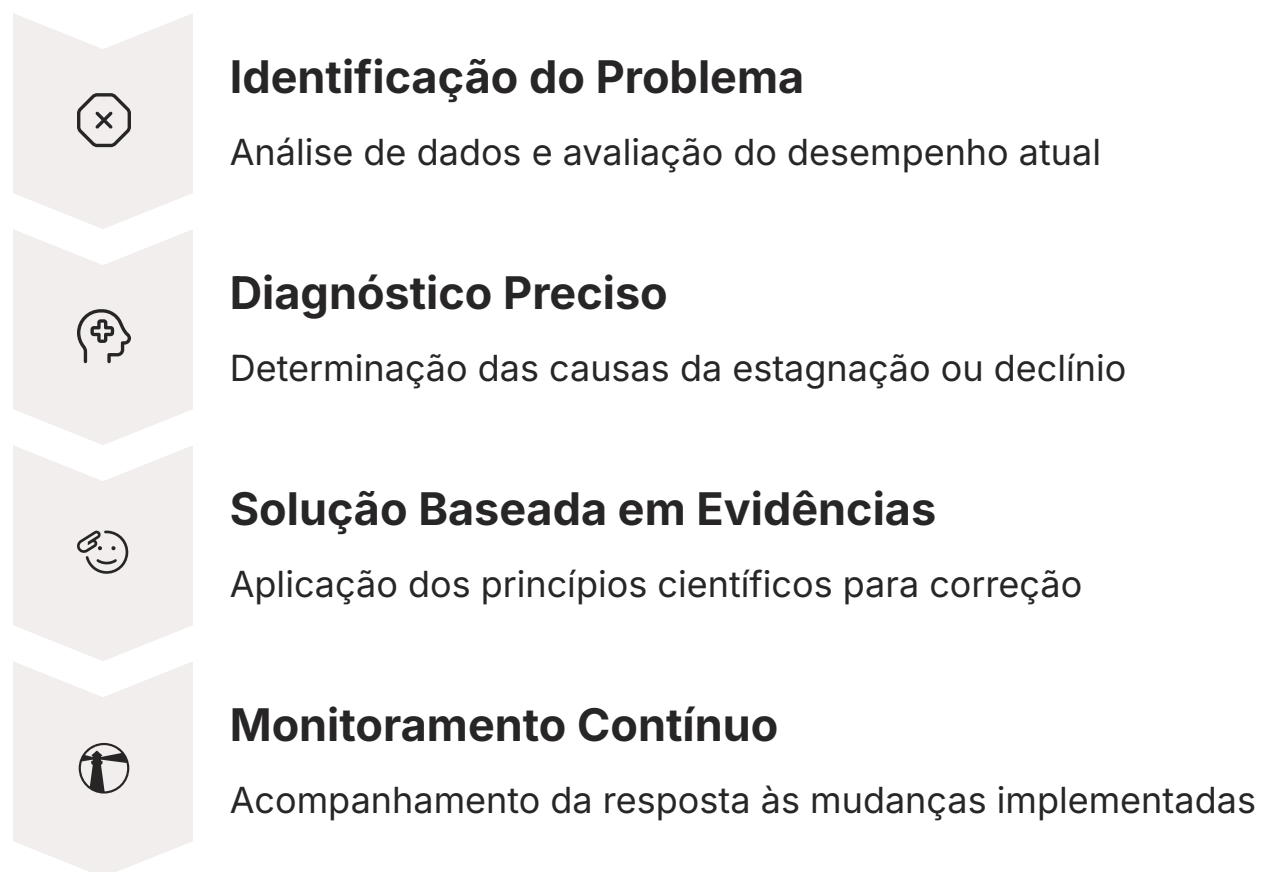 Identificação do Problema
Análise de dados e avaliação do desempenho atual
Diagnóstico Preciso
Determinação das causas da estagnação ou declínio
Solução Baseada em Evidências
Aplicação dos princípios científicos para correção
Monitoramento Contínuo
Acompanhamento da resposta às mudanças implementadas